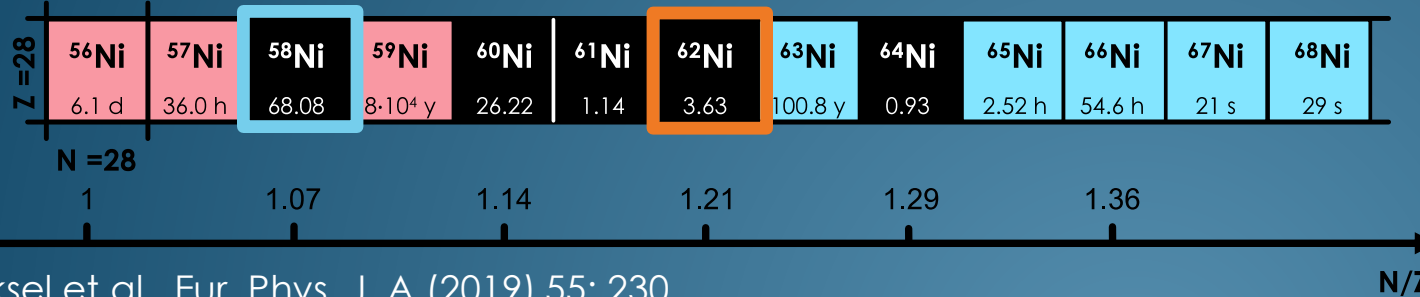 Z =28
⁵⁶Ni ⁵⁷Ni ⁵⁸Ni ⁵⁹Ni ⁶⁰Ni ⁶¹Ni ⁶²Ni ⁶³Ni ⁶⁴Ni ⁶⁵Ni ⁶⁶Ni ⁶⁷Ni ⁶⁸Ni
6.1 d 36.0 h 68.08 8·10⁴ y 26.22 1.14 3.63 100.8 y 0.93 2.52 h 54.6 h 21 s 29 s
N =28
1 1.07 1.14 1.21 1.29 1.36
et al. Eur. Phys. J. A (2019) 55: 230
N/Z